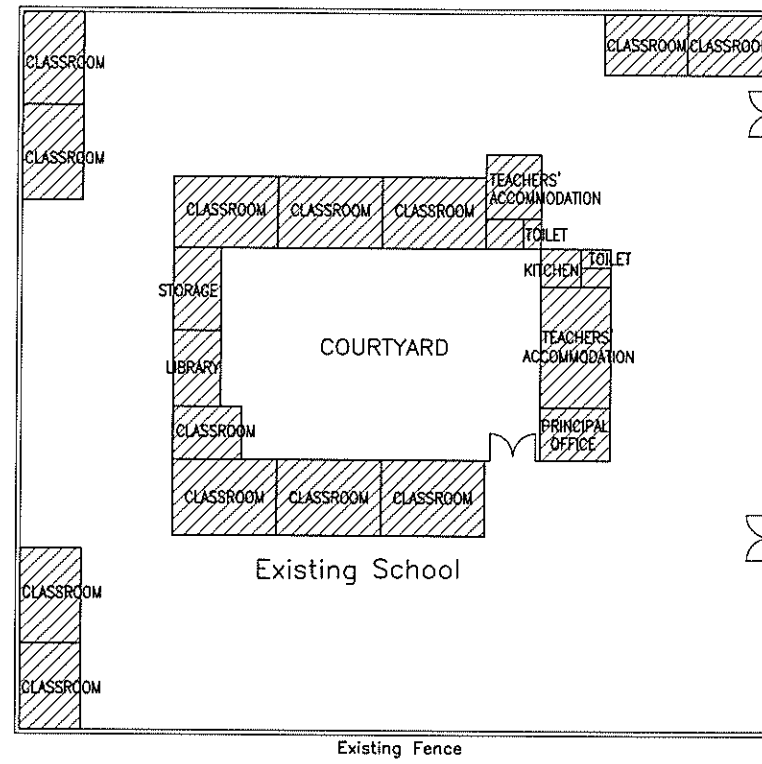 CLASSROOM
CLASSROOM
CLASSROOM
CLASSROOM
CLASSROOM
CLASSROOM
CLASSROOM
CLASSROOM
TEACHERS'
ACCOMMODATION
TOILET
KITCHEN
TOILET
STORAGE
COURTYARD
TEACHERS'
ACCOMMODATION
LIBRARY
CLASSROOM
PRINCIPAL
OFFICE
CLASSROOM
CLASSROOM
CLASSROOM
Existing School
CLASSROOM
CLASSROOM
Existing Fence